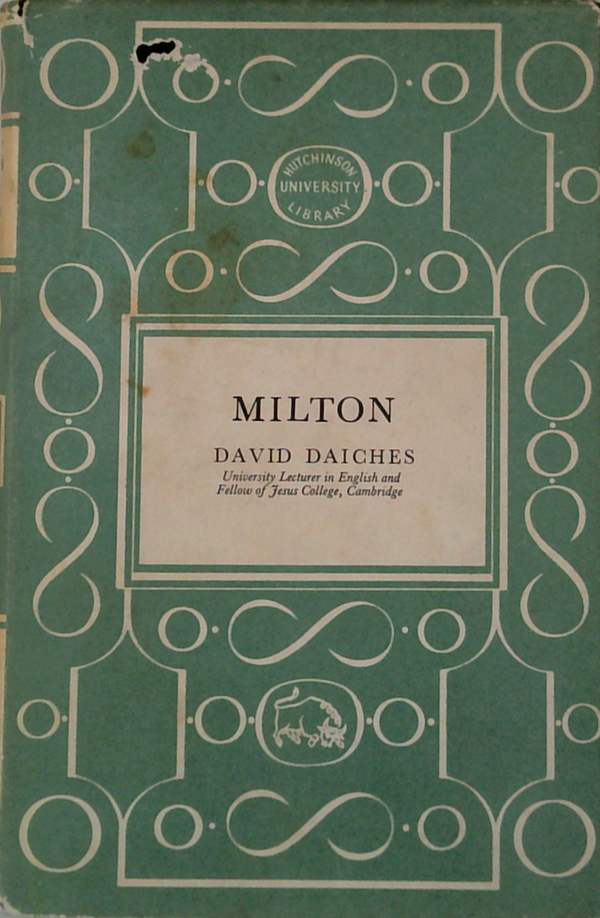 HUTCHINSON
UNIVERSITY
LIBRARY
MILTON
DAVID DAICHES
University Lecturer in English and
Fellow of Jesus College, Cambridge